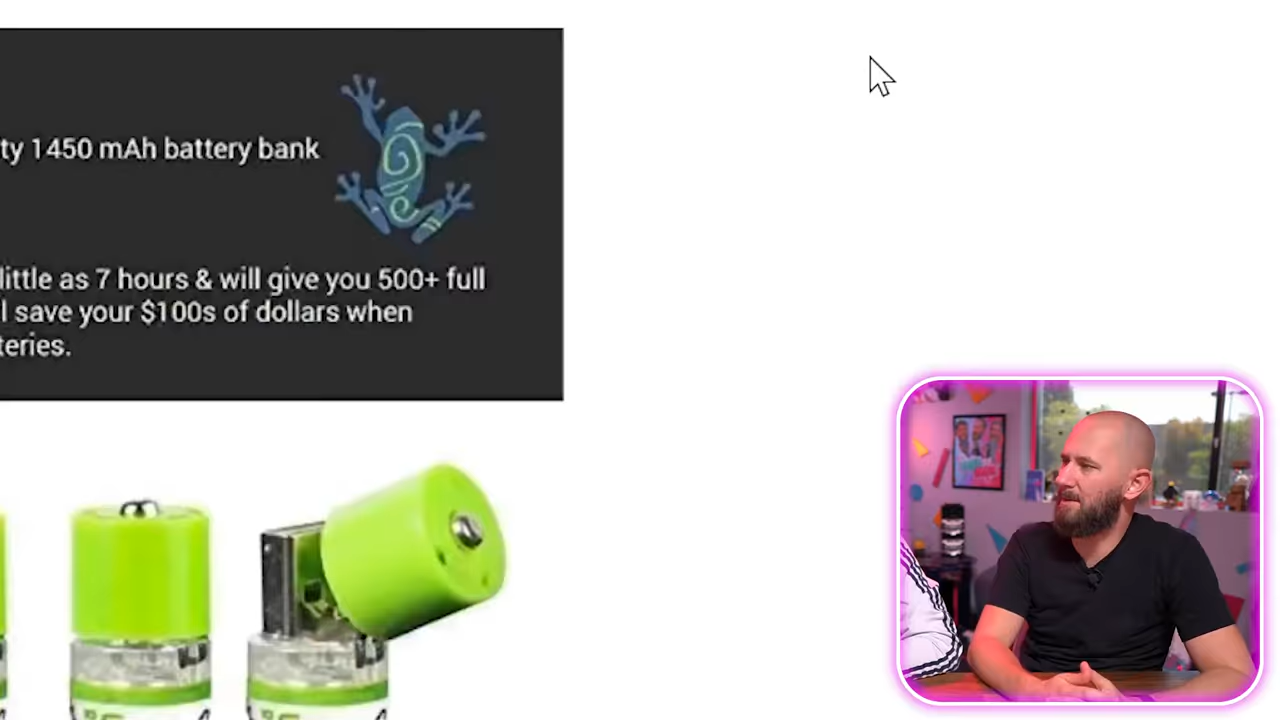 ty 1450 mAh battery bank
little as 7 hours & will give you 500+ full
l save your $100s of dollars when
teries.